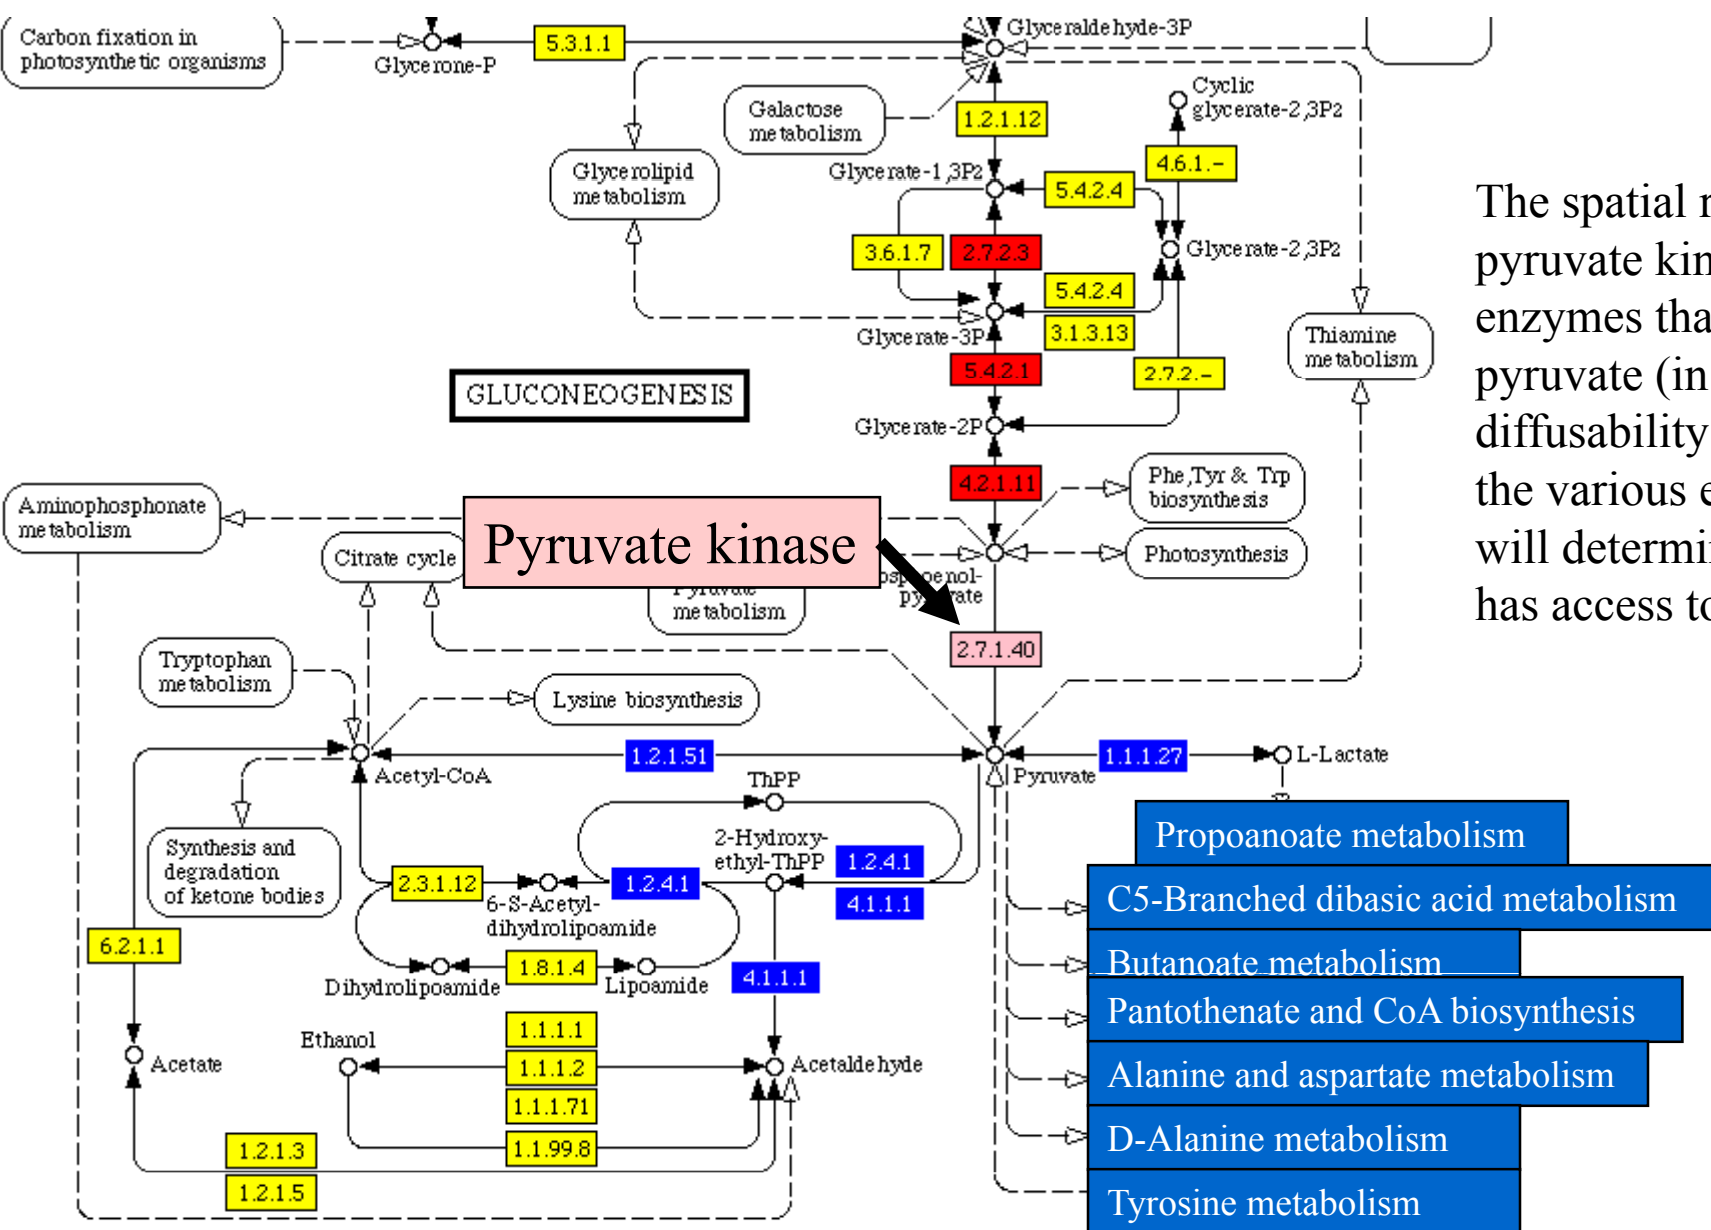 Carbon fixation in
photosynthetic organisms
5.3.1.1
Glycerone-P
Glyceraldehyde-3P
Galactose
metabolism
1.2.1.12
Cyclic
glycerate-2,3P2
4.6.1.-
Glycerolipid
metabolism
Glycerate-1,3P2
5.4.2.4
3.6.1.7
2.7.2.3
Glycerate-2,3P2
5.4.2.4
3.1.3.13
Glycerate-3P
Thiamine
metabolism
5.4.2.1
2.7.2.-
GLUCONEOGENESIS
Glycerate-2P
4.2.1.11
Phe,Tyr & Trp
biosynthesis
Photosynthesis
Aminophosphonate
metabolism
Citrate cycle
Pyruvate kinase
pyruvate
Pyruvate
metabolism
2.7.1.40
Tryptophan
metabolism
Lysine biosynthesis
1.2.1.51
1.1.1.27
L-Lactate
Acetyl-CoA
Pyruvate
ThPP
2-Hydroxy-
ethyl-ThPP
1.2.4.1
4.1.1.1
Synthesis and
degradation
of ketone bodies
2.3.1.12
1.2.4.1
6-S-Acetyl-
dihydrolipoamide
6.2.1.1
Dihydrolipoamide
1.8.1.4
Lipoamide
4.1.1.1
Ethanol
1.1.1.1
1.1.1.2
1.1.1.71
1.1.99.8
Acetate
Acetaldehyde
1.2.1.3
1.2.1.5
Propoanoate metabolism
C5-Branched dibasic acid metabolism
Butanoate metabolism
Pantothenate and CoA biosynthesis
Alanine and aspartate metabolism
D-Alanine metabolism
Tyrosine metabolism
The spatial
pyruvate kin
enzymes tha
pyruvate (in
diffusability
the various e
will determi
has access to